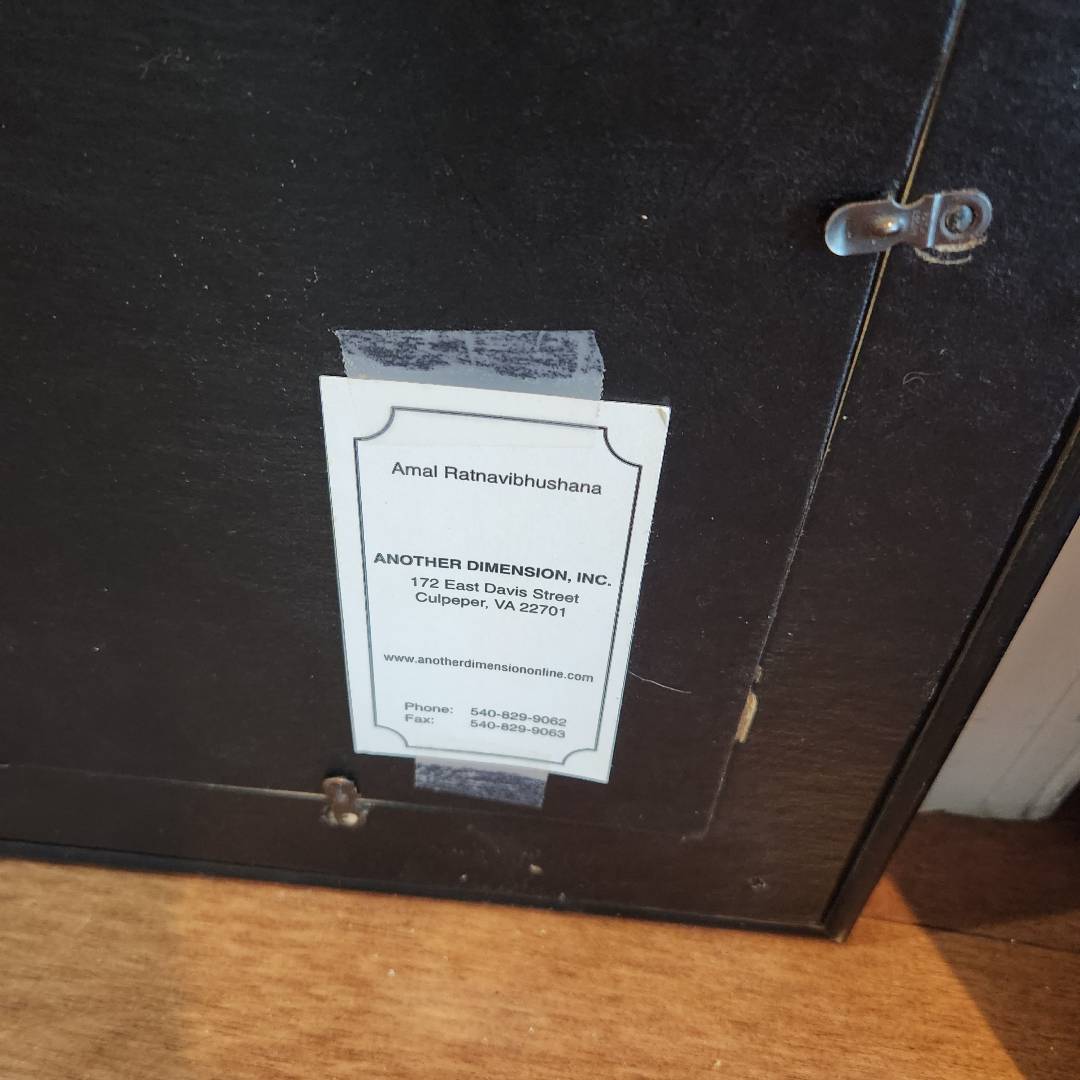 Amal Ratnavibhushana
ANOTHER DIMENSION, INC.
172 East Davis Street
Culpeper, VA 22701
www.anotherdimensiononline.com
Phone: 540-829-9062
Fax: 540-829-9063